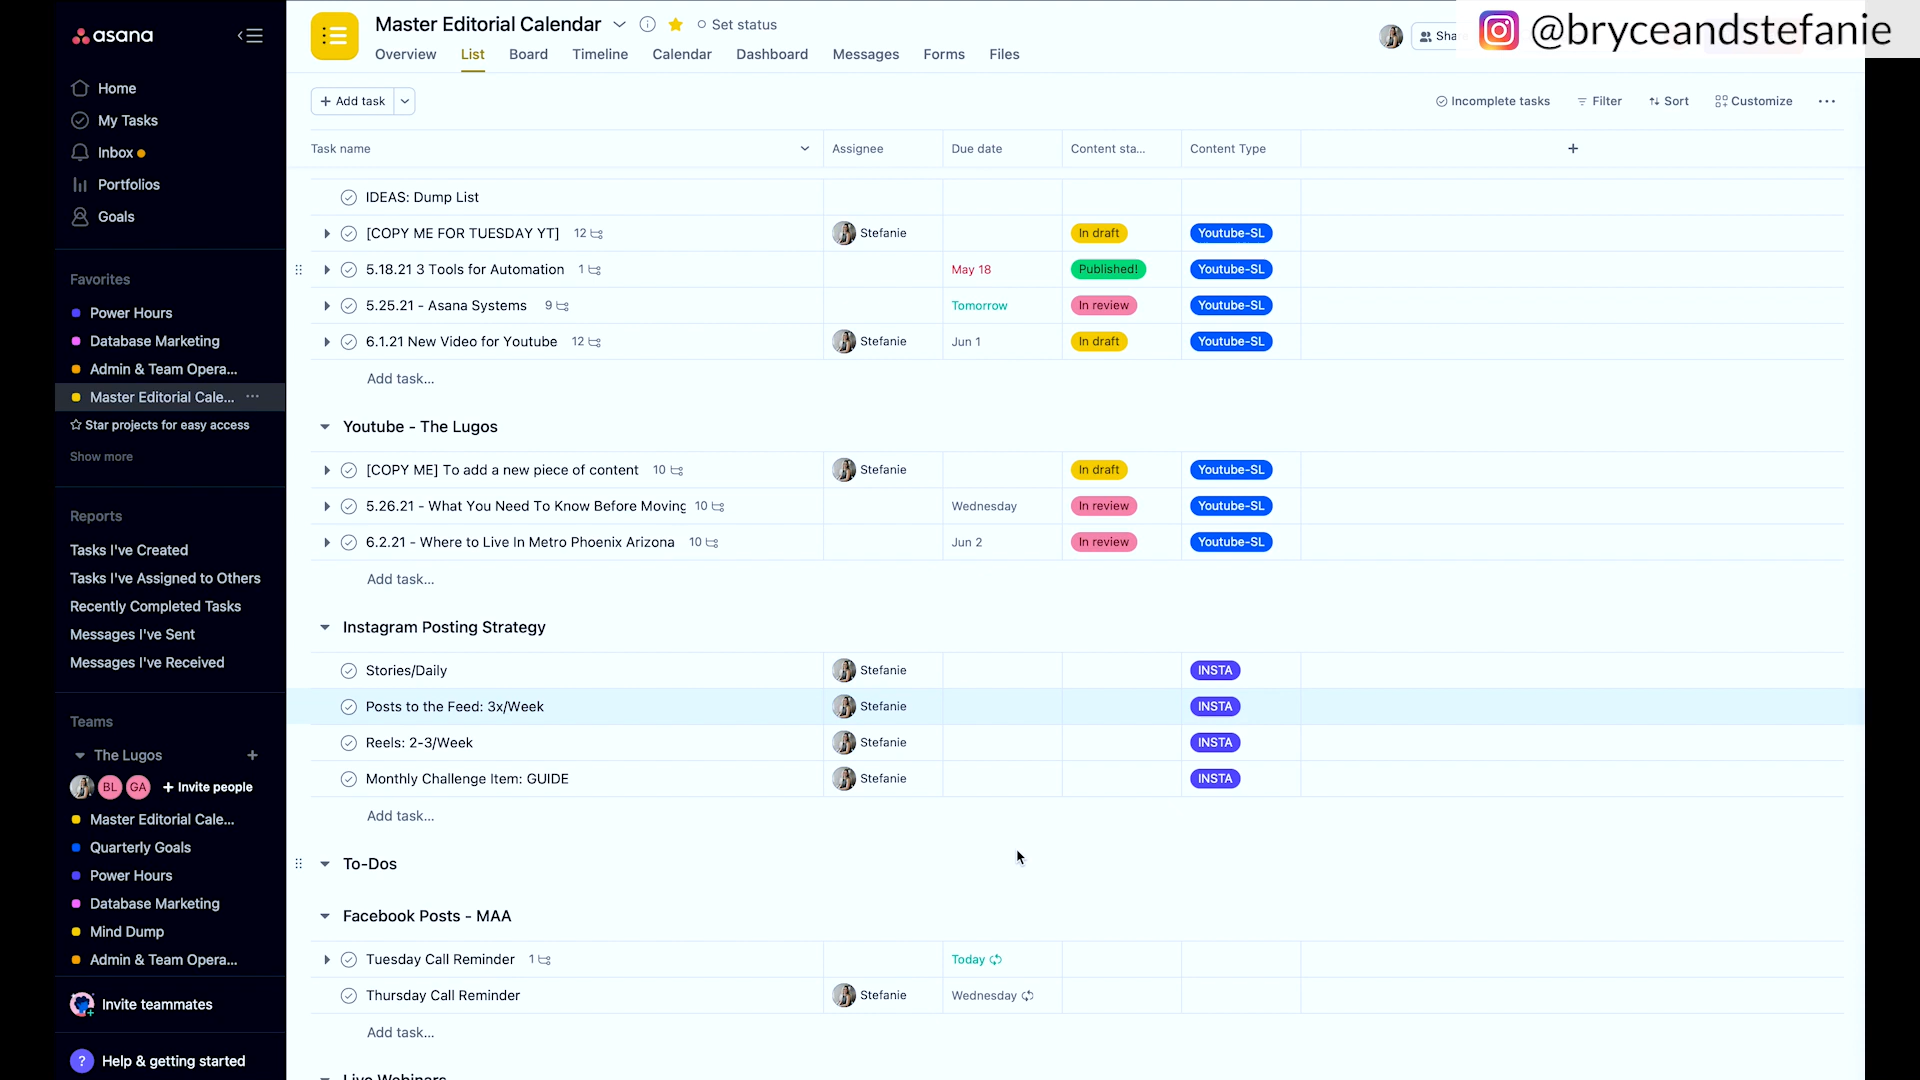 asana
Home
My Tasks
Inbox
Portfolios
Goals
Favorites
Power Hours
Database Marketing
Admin & Team Opera...
Master Editorial Cale... ...
Star projects for easy access
Show more
Reports
Tasks I've Created
Tasks I've Assigned to Others
Recently Completed Tasks
Messages I've Sent
Messages I've Received
Teams
The Lugos +
BL GA + Invite people
Master Editorial Cale...
Quarterly Goals
Power Hours
Database Marketing
Mind Dump
Admin & Team Opera...
Invite teammates
? Help & getting started
Master Editorial Calendar Set status
@bryceandstefanie
Overview List Board Timeline Calendar Dashboard Messages Forms Files
+ Add task
Incomplete tasks Filter Sort Customize ...
Task name Assignee Due date Content sta... Content Type +
IDEAS: Dump List
[COPY ME FOR TUESDAY YT] 12 Stefanie In draft Youtube-SL
5.18.21 3 Tools for Automation 1 May 18 Published! Youtube-SL
5.25.21 - Asana Systems 9 Tomorrow In review Youtube-SL
6.1.21 New Video for Youtube 12 Stefanie Jun 1 In draft Youtube-SL
Add task...
Youtube - The Lugos
[COPY ME] To add a new piece of content 10 Stefanie In draft Youtube-SL
5.26.21 - What You Need To Know Before Moving 10 Wednesday In review Youtube-SL
6.2.21 - Where to Live In Metro Phoenix Arizona 10 Jun 2 In review Youtube-SL
Add task...
Instagram Posting Strategy
Stories/Daily Stefanie INSTA
Posts to the Feed: 3x/Week Stefanie INSTA
Reels: 2-3/Week Stefanie INSTA
Monthly Challenge Item: GUIDE Stefanie INSTA
Add task...
To-Dos
Facebook Posts - MAA
Tuesday Call Reminder 1 Today
Thursday Call Reminder Stefanie Wednesday
Add task...
Live Webinars